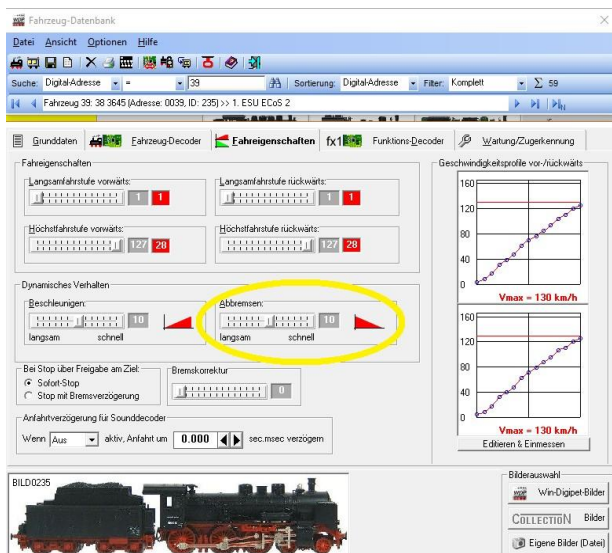 Fahrzeug-Datenbank
Datei Ansicht Optionen Hilfe
Suche: Digital-Adresse = 39 Sortierung: Digital-Adresse Filter: Komplett Σ 59
Fahrzeug 39: 38 3645 (Adresse: 0039, ID: 235) >> 1. ESU ECoS 2
Grunddaten Fahrzeug-Decoder Fahreigenschaften fx1 Funktions-Decoder Wartung/Zugerkennung
Fahreigenschaften
Langsamfahrstufe vorwärts: Langsamfahrstufe rückwärts:
1 1 1 1
Höchstfahrstufe vorwärts: Höchstfahrstufe rückwärts:
127 28 127 28
Dynamisches Verhalten
Beschleunigen: Abbremsen:
10 10
langsam schnell langsam schnell
Bei Stop über Freigabe am Ziel: Bremskorrektur
Sofort-Stop
Stop mit Bremsverzögerung
0
Anfahrtverzögerung für Sounddecoder
Wenn Aus aktiv, Anfahrt um 0.000 sec.msec verzögern
Geschwindigkeitsprofile vor-/rückwärts
160
120
80
40
0
Vmax = 130 km/h
160
120
80
40
0
Vmax = 130 km/h
Editieren & Einmessen
BILD0235
Bilderauswahl
Win-Digipet-Bilder
COLLECTION Bilder
Eigene Bilder (Datei)